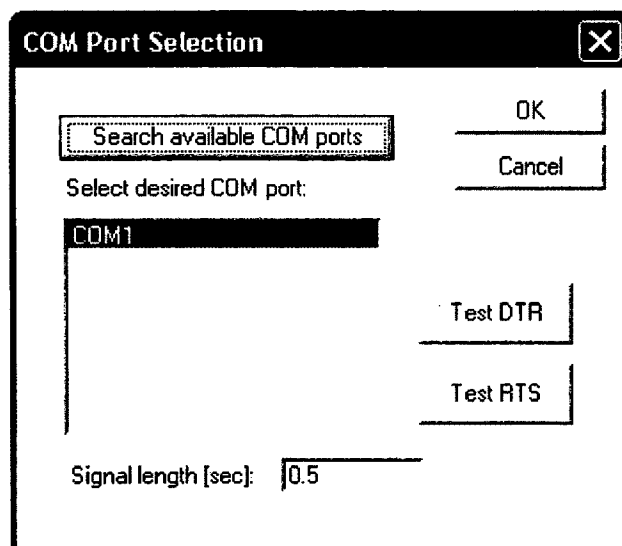 COM Port Selection
OK
Search available COM ports
Cancel
Select desired COM port:
COM1
Test DTR
Test RTS
Signal length [sec]: 0.5